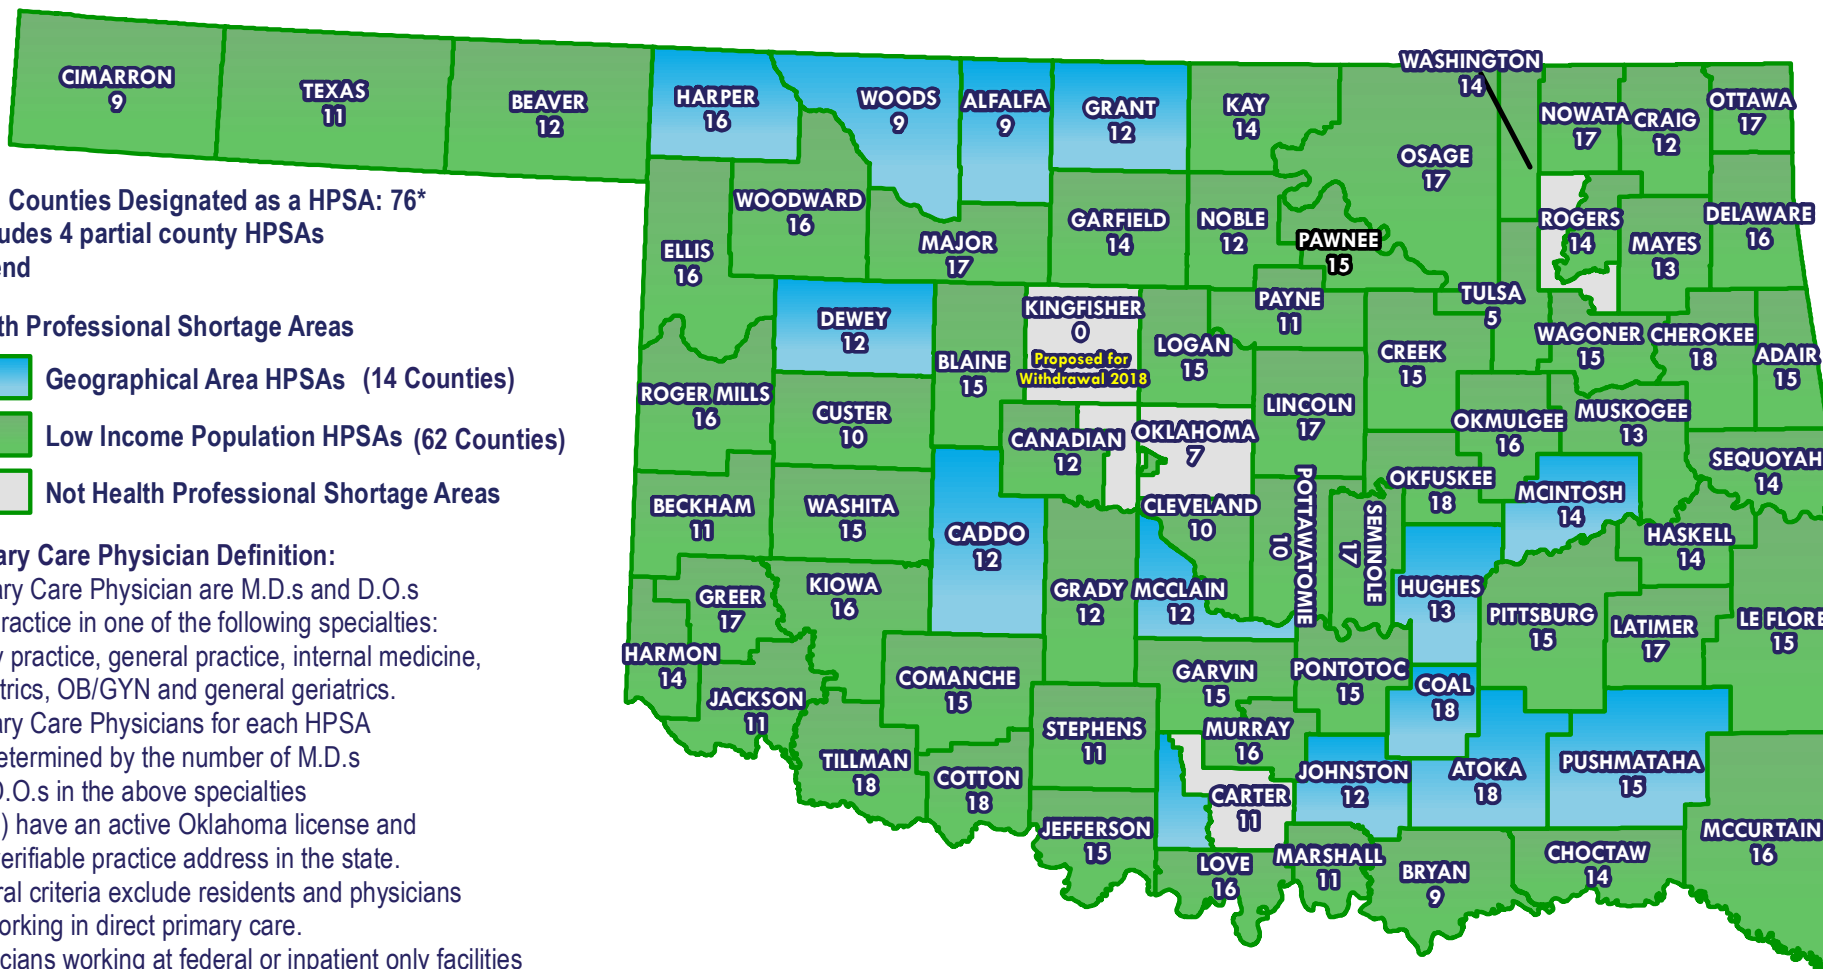 WASHINGTON
14
CIMARRON
9
TEXAS
11
BEAVER
12
HARPER
16
WOODS
9
ALFALFA
9
GRANT
12
KAY
14
OSAGE
17
NOWATA
17
CRAIG
12
OTTAWA
17
WOODWARD
16
ELLIS
16
MAJOR
17
GARFIELD
14
NOBLE
12
PAWNEE
15
ROGERS
14
MAYES
13
DELAWARE
16
Counties Designated as a HPSA: 76*
udes 4 partial county HPSAs
end
th Professional Shortage Areas
Geographical Area HPSAs (14 Counties)
Low Income Population HPSAs (62 Counties)
Not Health Professional Shortage Areas
DEWEY
12
BLAINE
15
KINGFISHER
0
Proposed for
Withdrawal 2018
LOGAN
15
PAYNE
11
TULSA
5
CREEK
15
WAGONER
15
CHEROKEE
18
ADAIR
15
ROGER MILLS
16
CUSTER
10
CANADIAN
12
OKLAHOMA
7
LINCOLN
17
OKMULGEE
16
MUSKOGEE
13
SEQUOYAH
14
BECKHAM
11
WASHITA
15
CADDO
12
CLEVELAND
10
POTTAWATOMIE
10
SEMINOLE
17
OKFUSKEE
18
MCINTOSH
14
HASKELL
14
ary Care Physician Definition:
ary Care Physician are M.D.s and D.O.s
ractice in one of the following specialties:
y practice, general practice, internal medicine,
trics, OB/GYN and general geriatrics.
ary Care Physicians for each HPSA
etermined by the number of M.D.s
D.O.s in the above specialties
) have an active Oklahoma license and
verifiable practice address in the state.
ral criteria exclude residents and physicians
orking in direct primary care.
icians working at federal or inpatient only facilities
GREER
17
KIOWA
16
GRADY
12
MCCLAIN
12
HUGHES
13
PITTSBURG
15
LATIMER
17
LE FLORE
15
HARMON
14
JACKSON
11
COMANCHE
15
GARVIN
15
PONTOTOC
15
COAL
18
TILLMAN
18
COTTON
18
STEPHENS
11
MURRAY
16
CARTER
11
JOHNSTON
12
ATOKA
18
PUSHMATAHA
15
JEFFERSON
15
LOVE
16
MARSHALL
11
BRYAN
9
CHOCTAW
14
MCCURTAIN
16